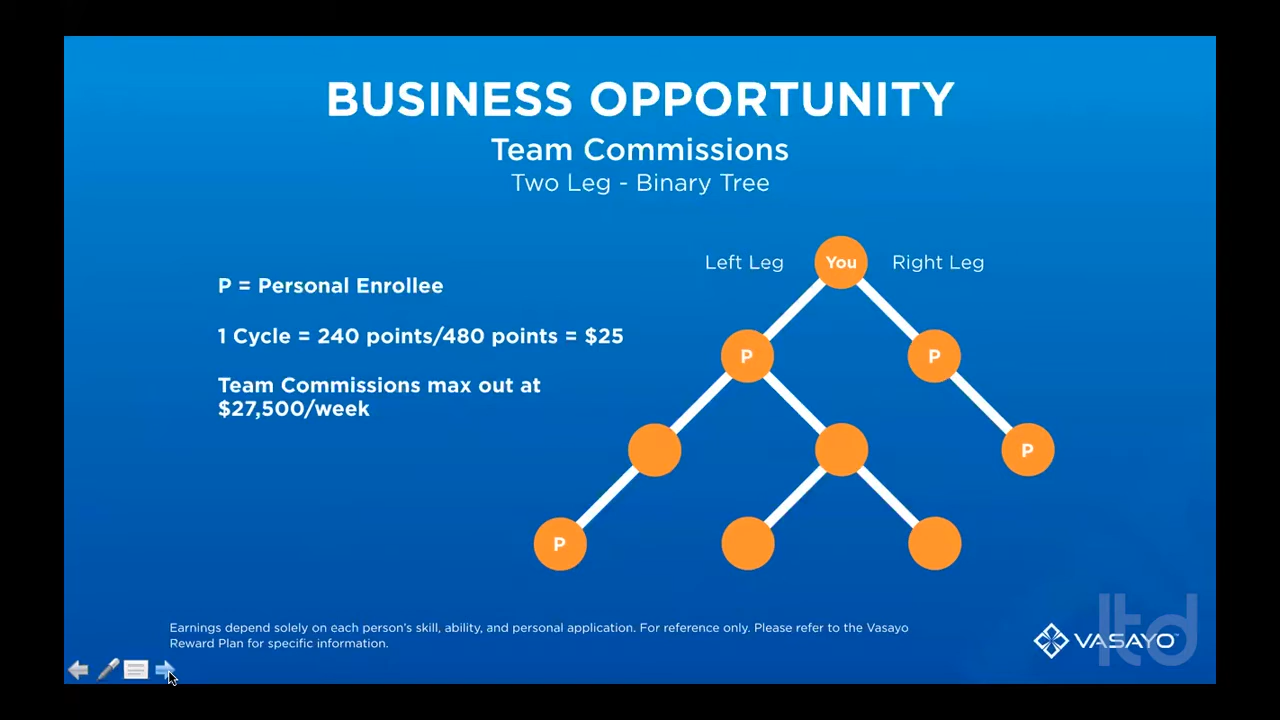 BUSINESS OPPORTUNITY
Team Commissions
Two Leg - Binary Tree
Left Leg
You
Right Leg
P = Personal Enrollee
1 Cycle = 240 points/480 points = $25
Team Commissions max out at
$27,500/week
P
P
P
P
Earnings depend solely on each person's skill, ability, and personal application. For reference only. Please refer to the Vasayo
Reward Plan for specific information.
VASAYO
ltd